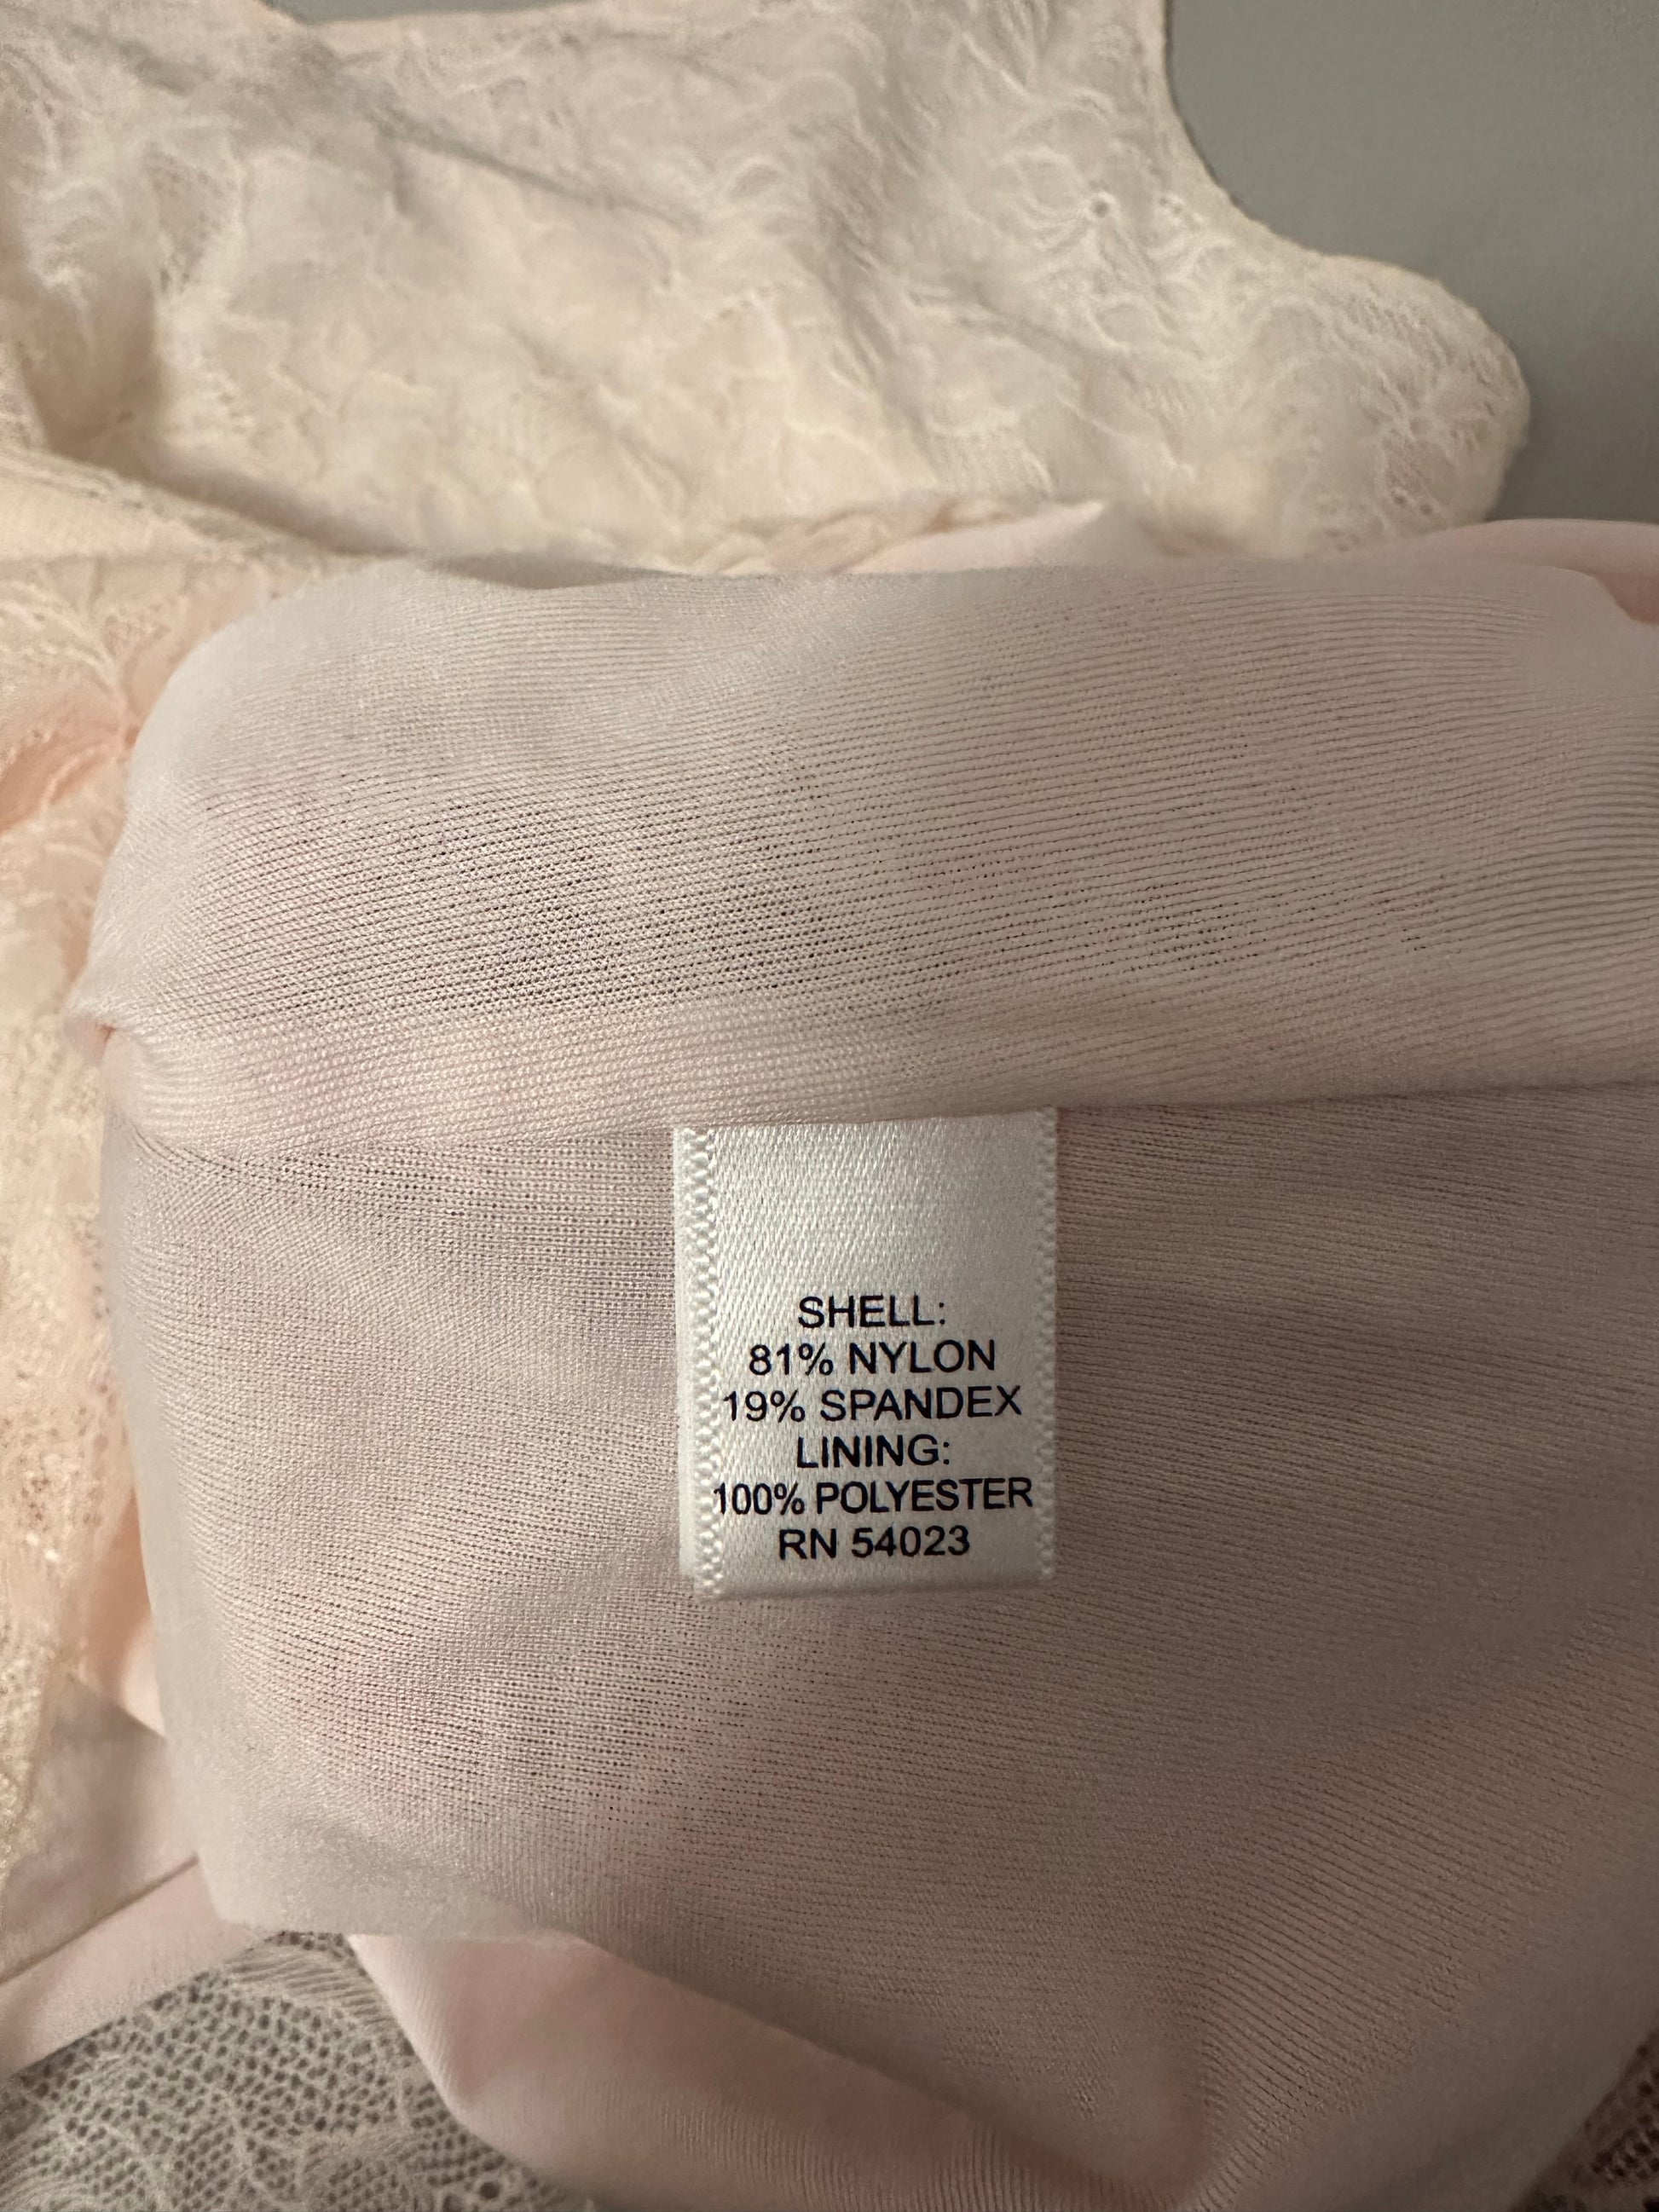 SHELL:
81% NYLON
19% SPANDEX
LINING:
100% POLYESTER
RN 54023